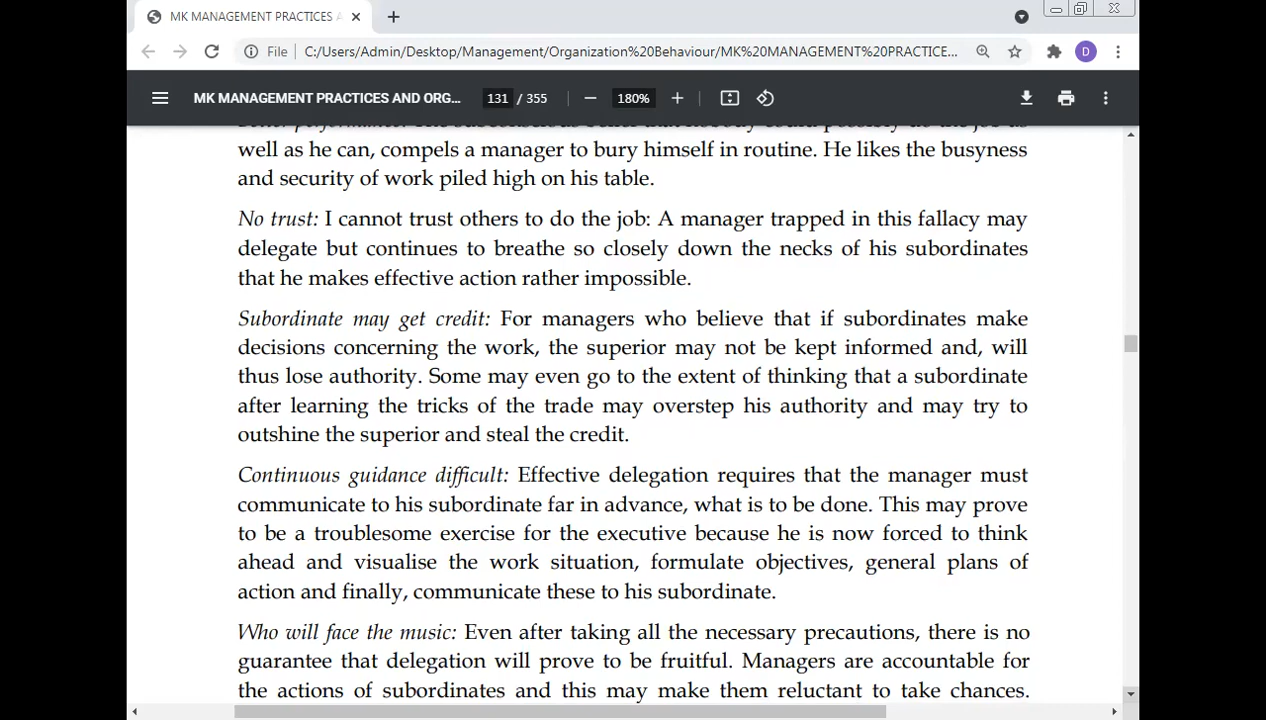 MK MANAGEMENT PRACTICES A
File C:/Users/Admin/Desktop/Management/Organization%20Behaviour/MK%20MANAGEMENT%20PRACTICE... D
MK MANAGEMENT PRACTICES AND ORG... 131 / 355 180%
well as he can, compels a manager to bury himself in routine. He likes the busyness
and security of work piled high on his table.
No trust: I cannot trust others to do the job: A manager trapped in this fallacy may
delegate but continues to breathe so closely down the necks of his subordinates
that he makes effective action rather impossible.
Subordinate may get credit: For managers who believe that if subordinates make
decisions concerning the work, the superior may not be kept informed and, will
thus lose authority. Some may even go to the extent of thinking that a subordinate
after learning the tricks of the trade may overstep his authority and may try to
outshine the superior and steal the credit.
Continuous guidance difficult: Effective delegation requires that the manager must
communicate to his subordinate far in advance, what is to be done. This may prove
to be a troublesome exercise for the executive because he is now forced to think
ahead and visualise the work situation, formulate objectives, general plans of
action and finally, communicate these to his subordinate.
Who will face the music: Even after taking all the necessary precautions, there is no
guarantee that delegation will prove to be fruitful. Managers are accountable for
the actions of subordinates and this may make them reluctant to take chances.